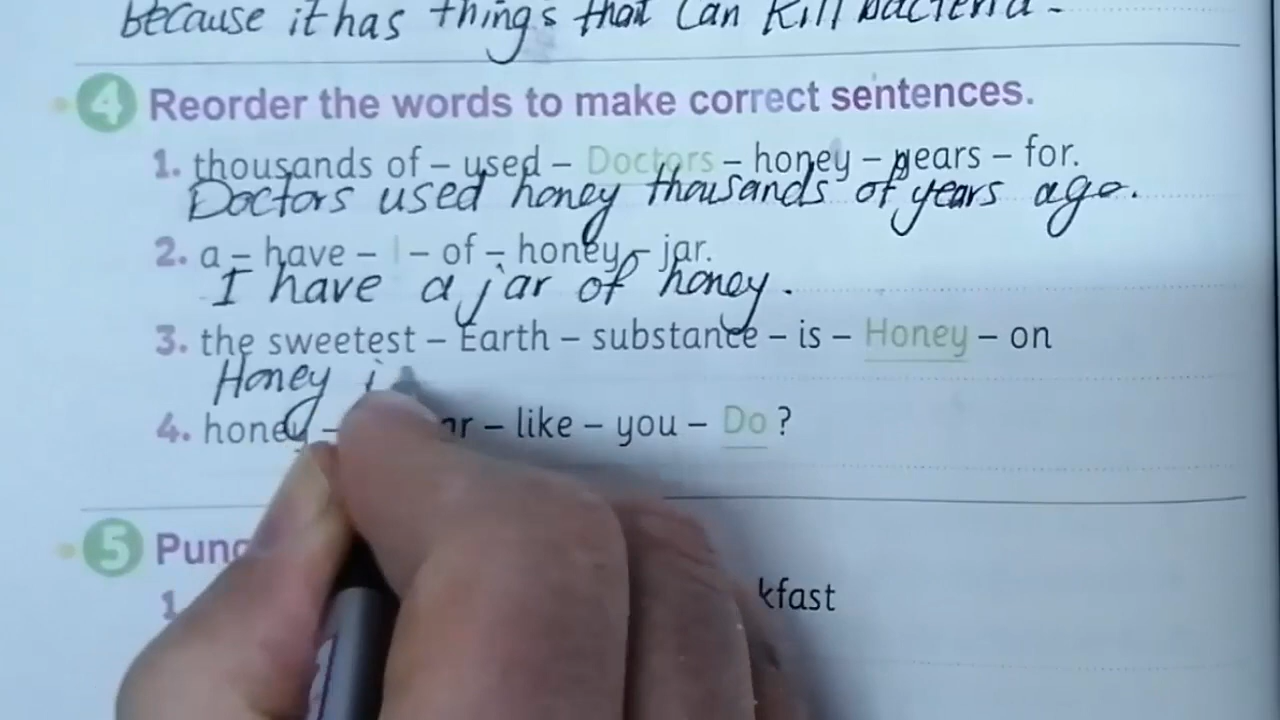 because it has things that can kill bacteria.
4 Reorder the words to make correct sentences.
1. thousands of – used – Doctors – honey – years – for.
Doctors used honey thousands of years ago.
2. a – have – I – of – honey – jar.
I have a jar of honey.
3. the sweetest – Earth – substance – is – Honey – on
Honey i
4. honey – – like – you – Do ?
5
1.